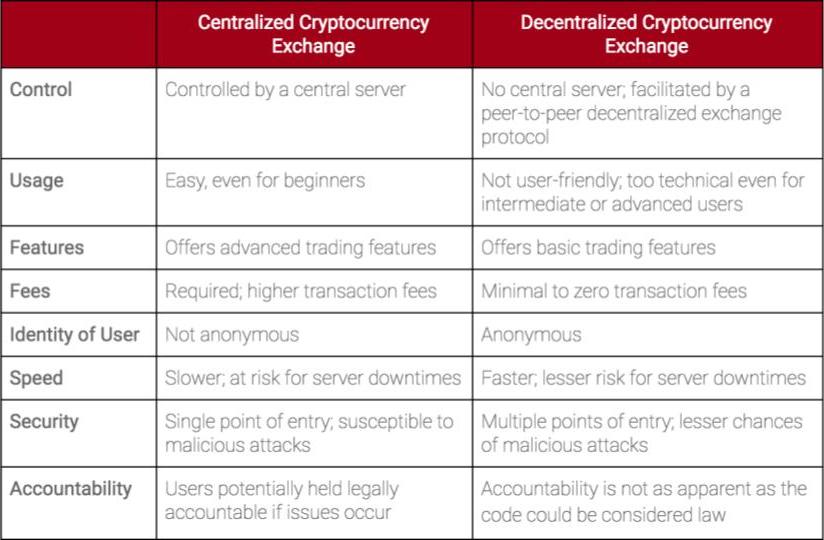 Centralized Cryptocurrency
Exchange
Decentralized Cryptocurrency
Exchange
Control
Controlled by a central server
No central server; facilitated by a
peer-to-peer decentralized exchange
protocol
Usage
Easy, even for beginners
Not user-friendly; too technical even for
intermediate or advanced users
Features
Offers advanced trading features
Offers basic trading features
Fees
Required; higher transaction fees
Minimal to zero transaction fees
Identity of User
Not anonymous
Anonymous
Speed
Slower; at risk for server downtimes
Faster; lesser risk for server downtimes
Security
Single point of entry; susceptible to
malicious attacks
Multiple points of entry; lesser chances
of malicious attacks
Accountability
Users potentially held legally
accountable if issues occur
Accountability is not as apparent as the
code could be considered law